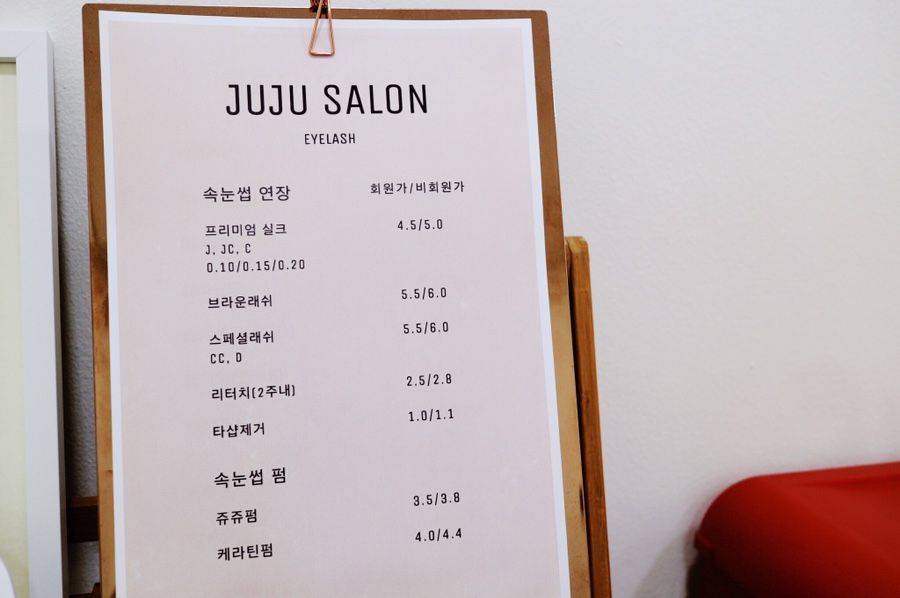 JUJU SALON
EYELASH
속눈썹 연장 회원가/비회원가
프리미엄 실크 4.5/5.0
J, JC, C
0.10/0.15/0.20
브라운래쉬 5.5/6.0
스페셜래쉬 5.5/6.0
CC, D
리터치(2주내) 2.5/2.8
타샵제거 1.0/1.1
속눈썹 펌
쥬쥬펌 3.5/3.8
케라틴펌 4.0/4.4